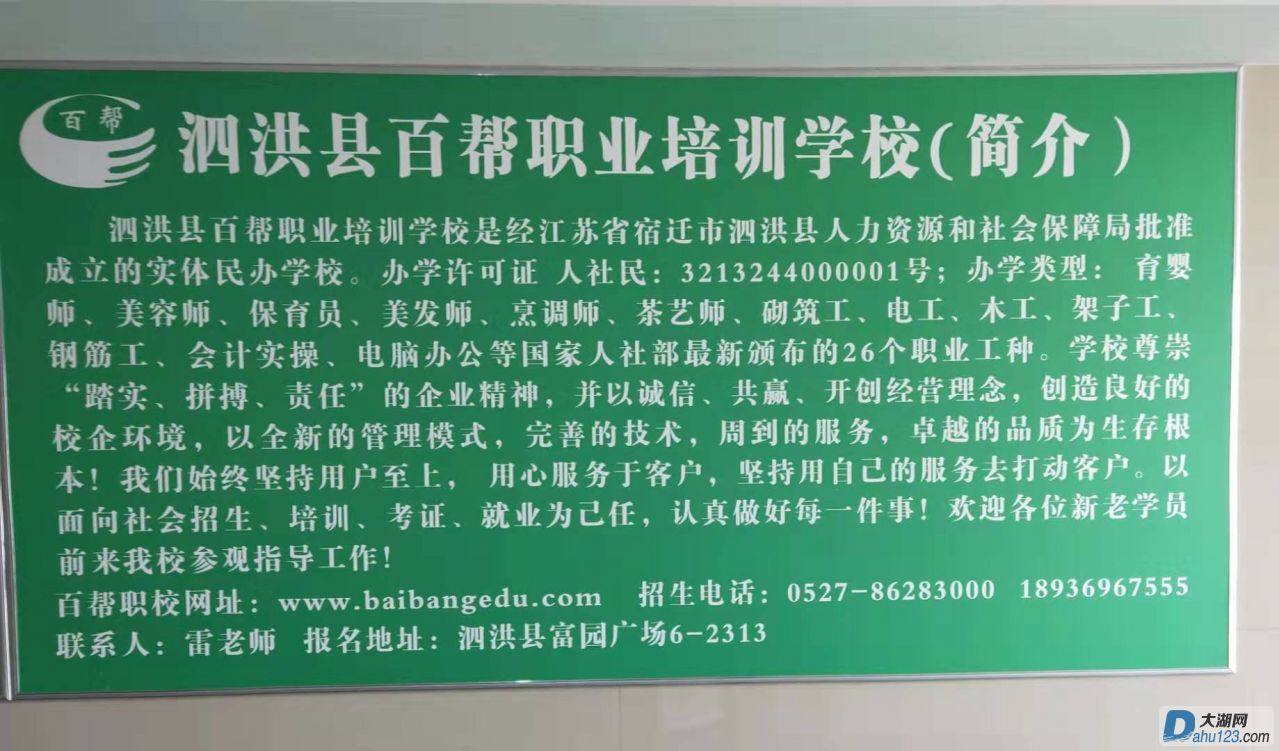 百帮
泗洪县百帮职业培训学校(简介)
泗洪县百帮职业培训学校是经江苏省宿迁市泗洪县人力资源和社会保障局批准
成立的实体民办学校。办学许可证 人社民：3213244000001号；办学类型： 育婴
师、美容师、保育员、美发师、烹调师、茶艺师、砌筑工、电工、木工、架子工、
钢筋工、会计实操、电脑办公等国家人社部最新颁布的26个职业工种。学校尊崇
“踏实、拼搏、责任”的企业精神，并以诚信、共赢、开创经营理念，创造良好的
校企环境，以全新的管理模式，完善的技术，周到的服务，卓越的品质为生存根
本！我们始终坚持用户至上， 用心服务于客户，坚持用自己的服务去打动客户。以
面向社会招生、培训、考证、就业为己任，认真做好每一件事！欢迎各位新老学员
前来我校参观指导工作！
百帮职校网址：www.baibangedu.com 招生电话：0527-86283000 18936967555
联系人：雷老师 报名地址：泗洪县富园广场6-2313
大湖网
Dahu123.com